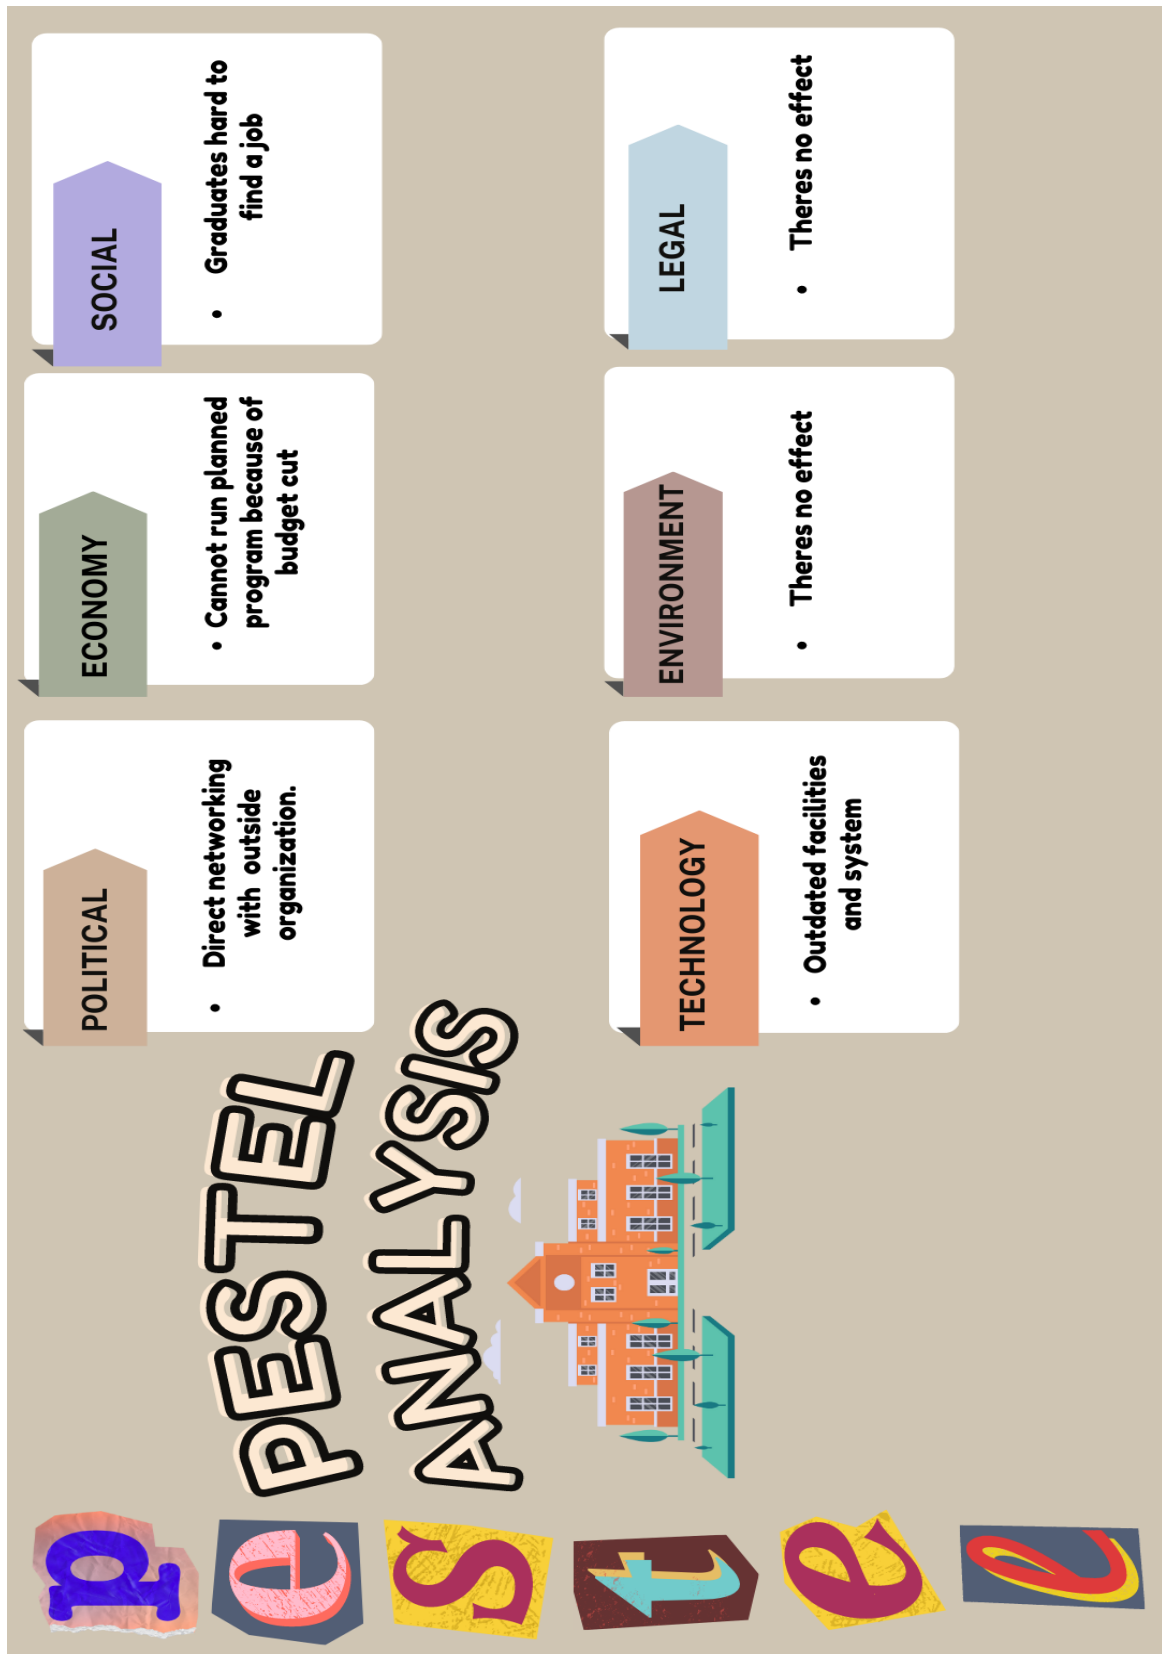 p
e
s
t
e
l
PESTEL
ANALYSIS
POLITICAL
• Direct networking
with outside
organization.
ECONOMY
• Cannot run planned
program because of
budget cut
SOCIAL
• Graduates hard to
find a job
TECHNOLOGY
• Outdated facilities
and system
ENVIRONMENT
• Theres no effect
LEGAL
• Theres no effect